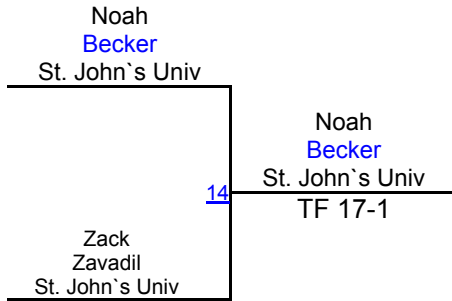 Noah
Becker
St. John`s Univ
Noah
Becker
14
St. John`s Univ
TF 17-1
Zack
Zavadil
St. John`s Univ